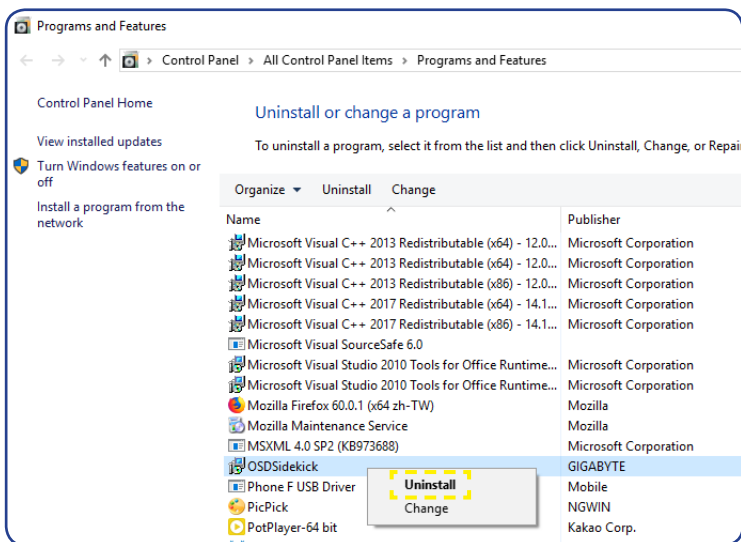 Programs and Features
Control Panel > All Control Panel Items > Programs and Features
Control Panel Home
View installed updates
Turn Windows features on or
off
Install a program from the
network
Uninstall or change a program
To uninstall a program, select it from the list and then click Uninstall, Change, or Repai
Organize Uninstall Change
Name Publisher
Microsoft Visual C++ 2013 Redistributable (x64) - 12.0... Microsoft Corporation
Microsoft Visual C++ 2013 Redistributable (x64) - 12.0... Microsoft Corporation
Microsoft Visual C++ 2013 Redistributable (x86) - 12.0... Microsoft Corporation
Microsoft Visual C++ 2017 Redistributable (x64) - 14.1... Microsoft Corporation
Microsoft Visual C++ 2017 Redistributable (x86) - 14.1... Microsoft Corporation
Microsoft Visual SourceSafe 6.0
Microsoft Visual Studio 2010 Tools for Office Runtime... Microsoft Corporation
Microsoft Visual Studio 2010 Tools for Office Runtime... Microsoft Corporation
Mozilla Firefox 60.0.1 (x64 zh-TW) Mozilla
Mozilla Maintenance Service Mozilla
MSXML 4.0 SP2 (KB973688) Microsoft Corporation
OSDSidekick GIGABYTE
Phone F USB Driver Mobile
PicPick NGWIN
PotPlayer-64 bit Kakao Corp.
Uninstall
Change